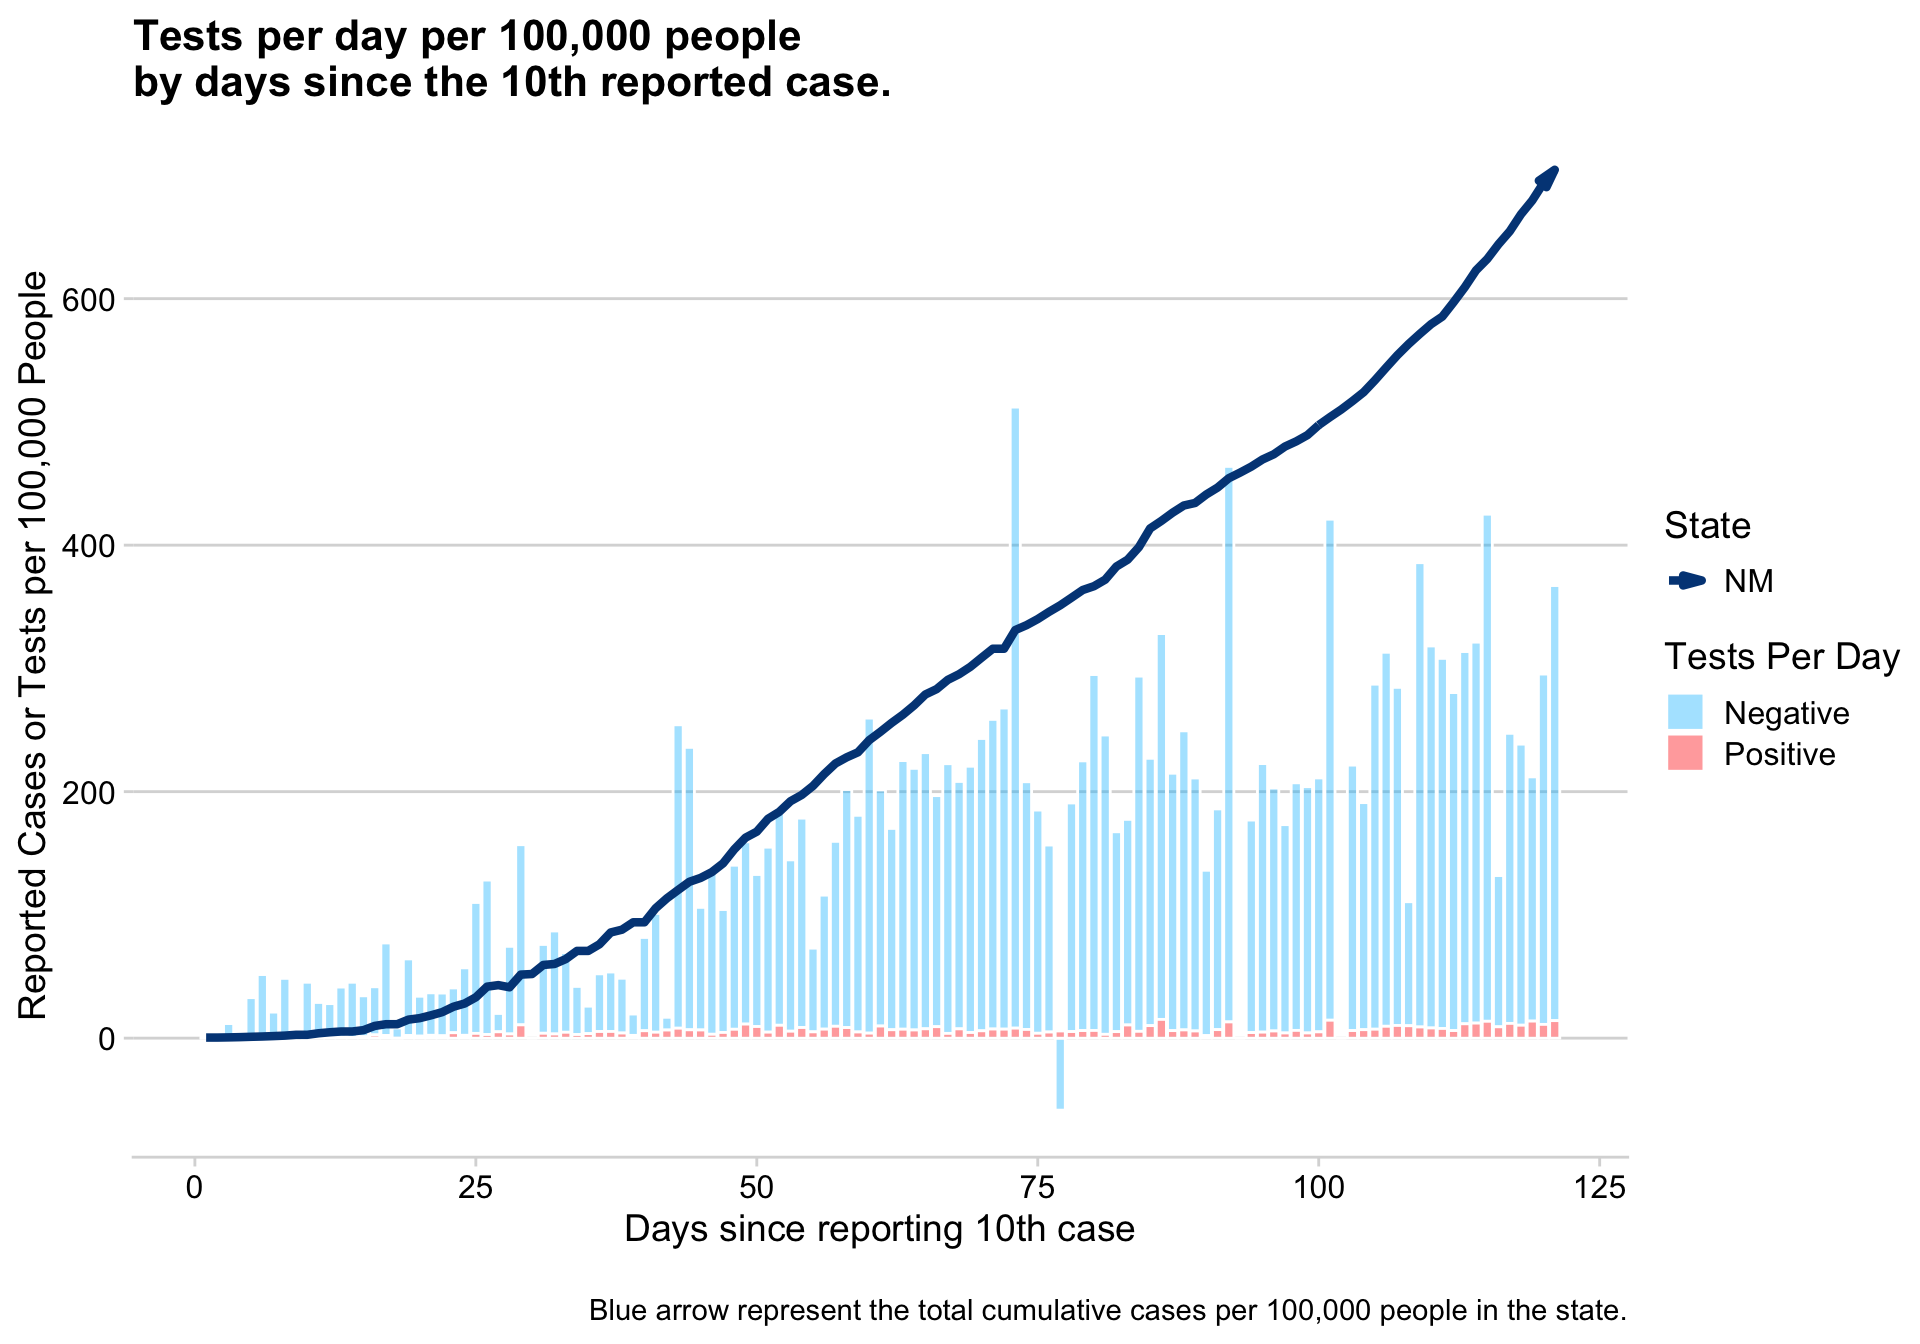 Tests per day per 100,000 people
by days since the 10th reported case.
Reported Cases or Tests per 100,000 People
600
400
200
0
0
25
50
75
100
125
Days since reporting 10th case
State
NM
Tests Per Day
Negative
Positive
Blue arrow represent the total cumulative cases per 100,000 people in the state.